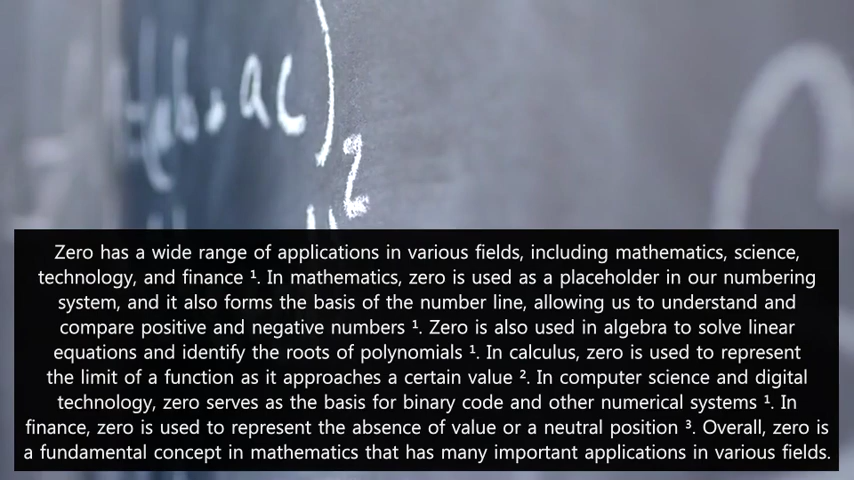 ab + ac)
2
Zero has a wide range of applications in various fields, including mathematics, science,
technology, and finance ¹. In mathematics, zero is used as a placeholder in our numbering
system, and it also forms the basis of the number line, allowing us to understand and
compare positive and negative numbers ¹. Zero is also used in algebra to solve linear
equations and identify the roots of polynomials ¹. In calculus, zero is used to represent
the limit of a function as it approaches a certain value ². In computer science and digital
technology, zero serves as the basis for binary code and other numerical systems ¹. In
finance, zero is used to represent the absence of value or a neutral position ³. Overall, zero is
a fundamental concept in mathematics that has many important applications in various fields.